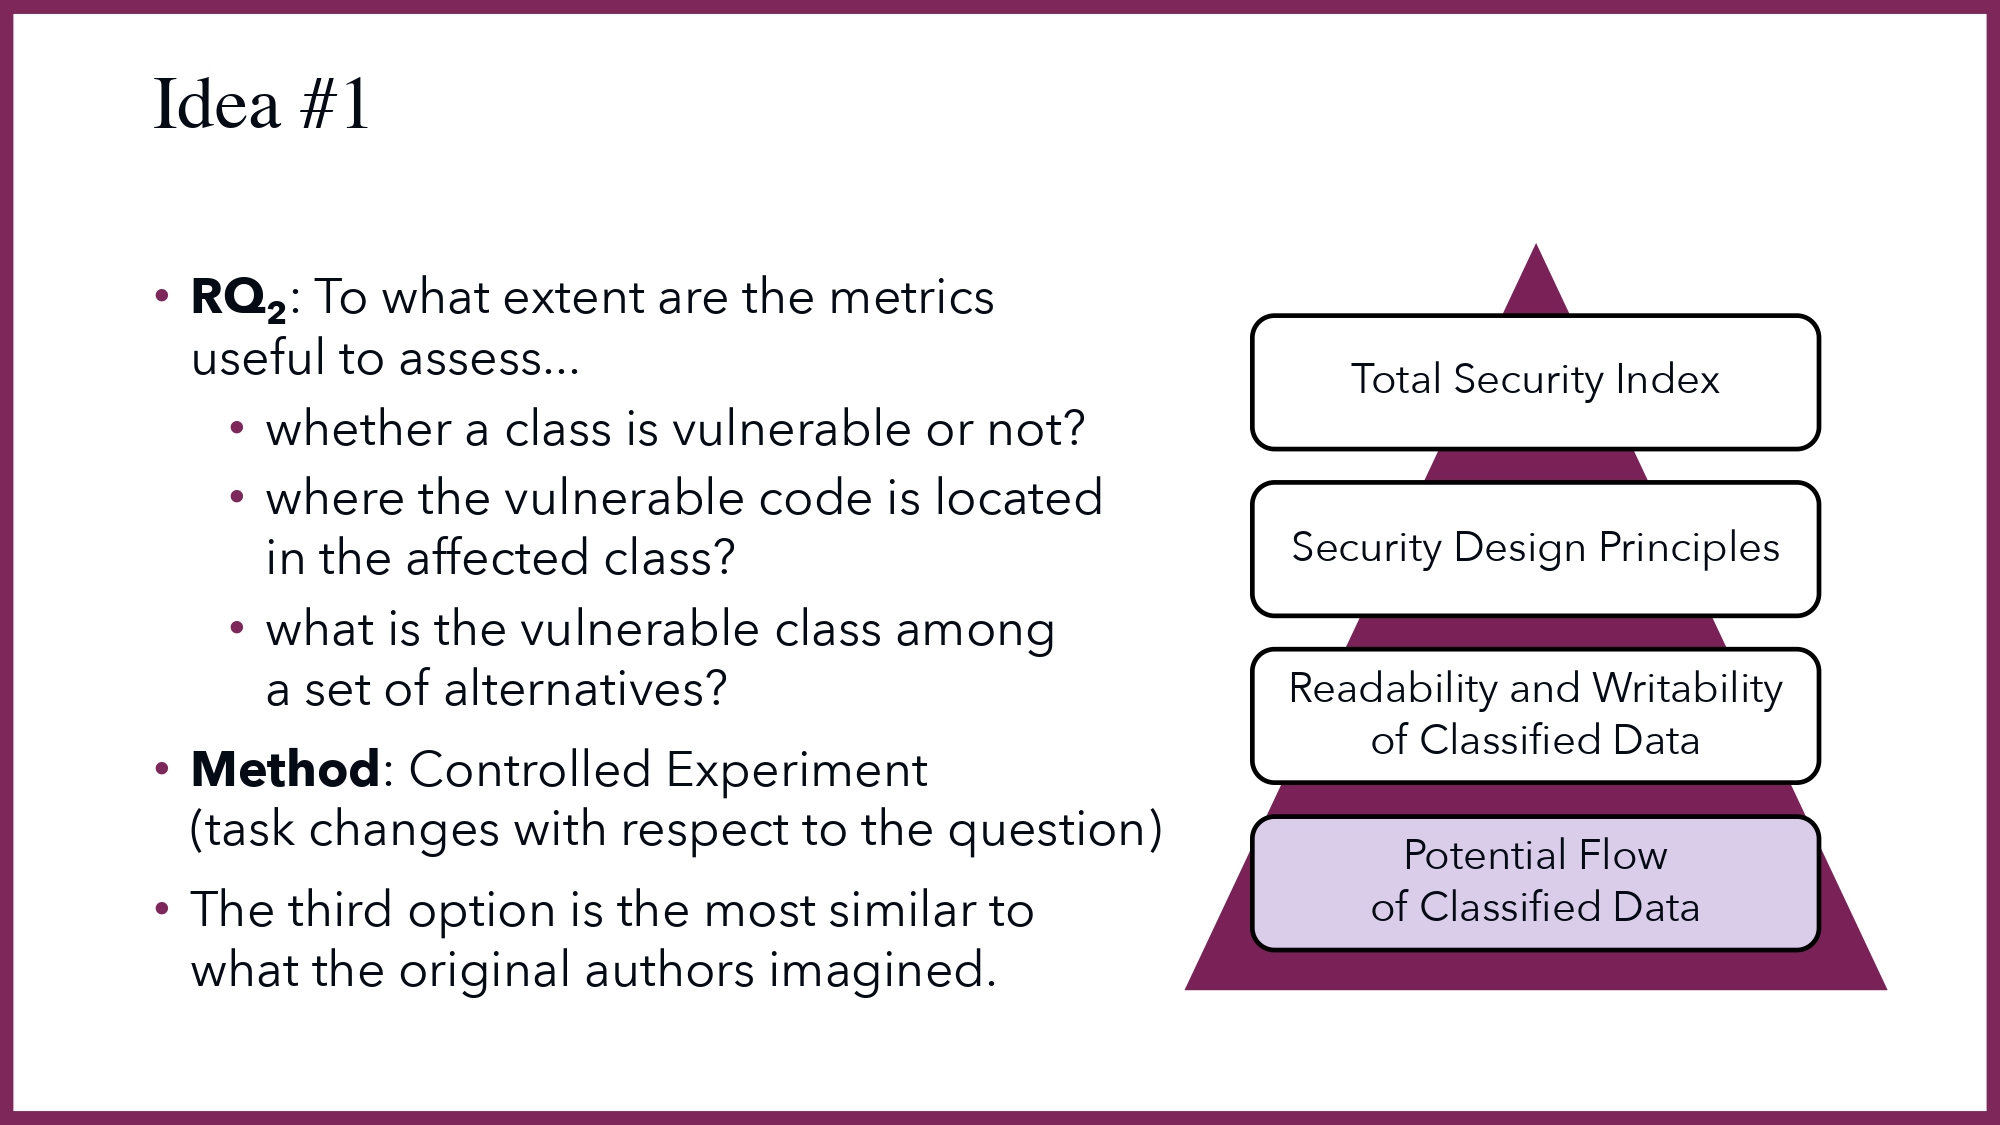 Idea #1
• RQ₂: To what extent are the metrics
useful to assess...
• whether a class is vulnerable or not?
• where the vulnerable code is located
in the affected class?
• what is the vulnerable class among
a set of alternatives?
• Method: Controlled Experiment
(task changes with respect to the question)
• The third option is the most similar to
what the original authors imagined.
Total Security Index
Security Design Principles
Readability and Writability
of Classified Data
Potential Flow
of Classified Data